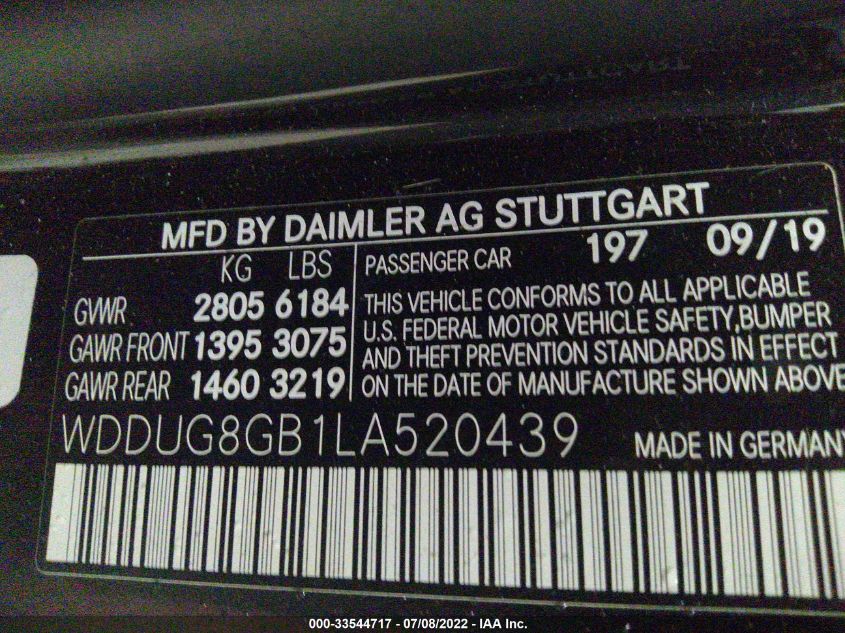 MFD BY DAIMLER AG STUTTGART
KG LBS
PASSENGER CAR 197 09/19
GVWR 2805 6184
GAWR FRONT 1395 3075
GAWR REAR 1460 3219
THIS VEHICLE CONFORMS TO ALL APPLICABLE
U.S. FEDERAL MOTOR VEHICLE SAFETY, BUMPER
AND THEFT PREVENTION STANDARDS IN EFFECT
ON THE DATE OF MANUFACTURE SHOWN ABOVE
WDDUG8GB1LA520439
MADE IN GERMANY
000-33544717 - 07/08/2022 - IAA Inc.